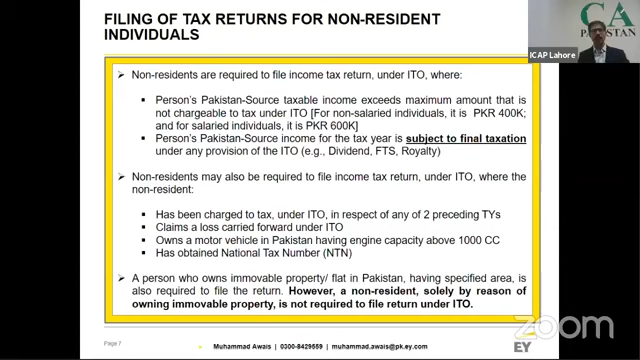 FILING OF TAX RETURNS FOR NON-RESIDENT
INDIVIDUALS
CA
PAKISTAN
ICAP Lahore
➢ Non-residents are required to file income tax return, under ITO, where:
▪ Person's Pakistan-Source taxable income exceeds maximum amount that is
not chargeable to tax under ITO [For non-salaried individuals, it is PKR 400K;
and for salaried individuals, it is PKR 600K]
▪ Person's Pakistan-Source income for the tax year is subject to final taxation
under any provision of the ITO (e.g., Dividend, FTS, Royalty)
➢ Non-residents may also be required to file income tax return, under ITO, where the
non-resident:
▪ Has been charged to tax, under ITO, in respect of any of 2 preceding TYs
▪ Claims a loss carried forward under ITO
▪ Owns a motor vehicle in Pakistan having engine capacity above 1000 CC
▪ Has obtained National Tax Number (NTN)
➢ A person who owns immovable property/ flat in Pakistan, having specified area, is
also required to file the return. However, a non-resident, solely by reason of
owning immovable property, is not required to file return under ITO.
Page 7
➢ Muhammad Awais | 0300-8429559 | muhammad.awais@pk.ey.com
EY
zoom